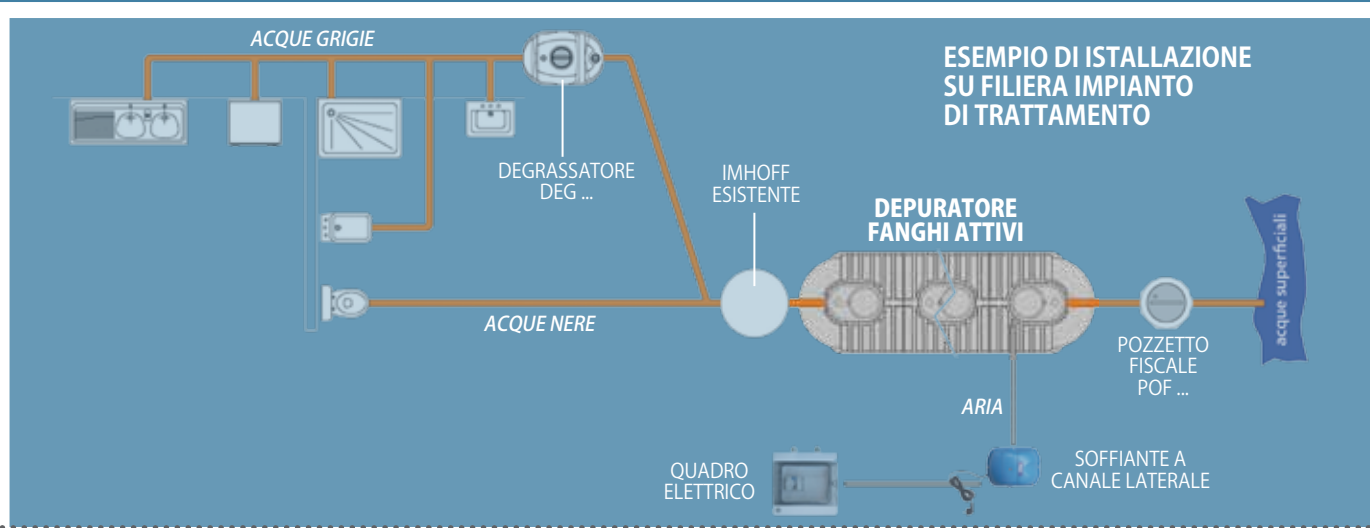 ACQUE GRIGIE
ESEMPIO DI ISTALLAZIONE
SU FILIERA IMPIANTO
DI TRATTAMENTO
DEGRASSATORE
DEG ...
IMHOFF
ESISTENTE
DEPURATORE
FANGHI ATTIVI
acque superficiali
ACQUE NERE
POZZETTO
FISCALE
POF ...
ARIA
QUADRO
ELETTRICO
SOFFIANTE A
CANALE LATERALE